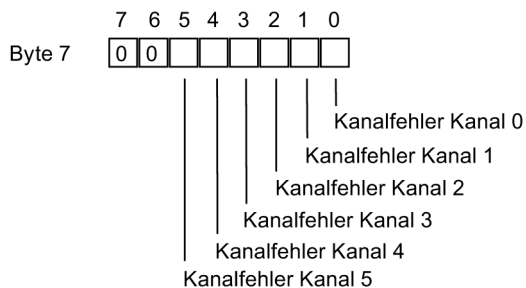 7 6 5 4 3 2 1 0
Byte 7 0 0
Kanalfehler Kanal 0
Kanalfehler Kanal 1
Kanalfehler Kanal 2
Kanalfehler Kanal 3
Kanalfehler Kanal 4
Kanalfehler Kanal 5